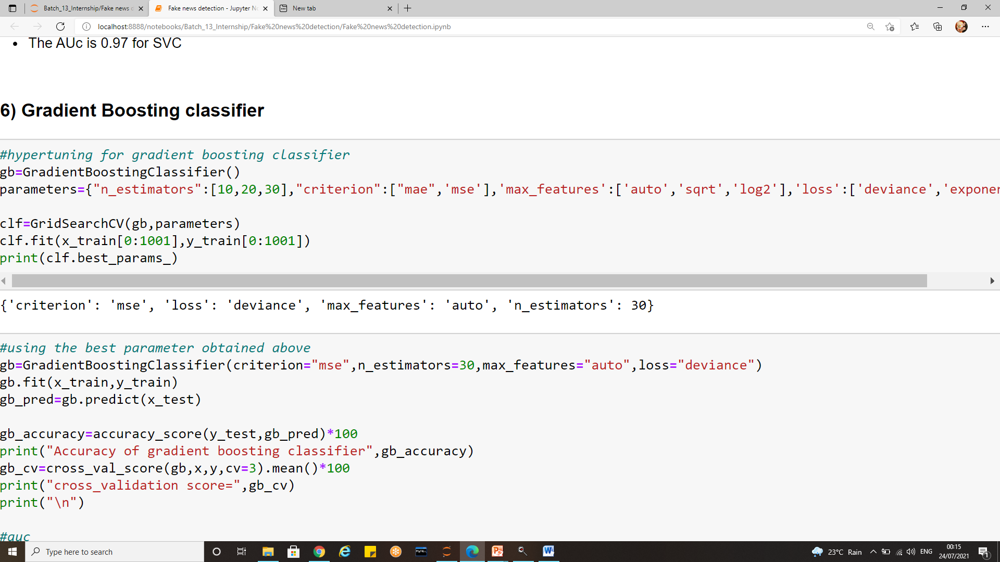 Batch_13_Internship/Fake news d
Fake news detection - Jupyter No
New tab
localhost:8888/notebooks/Batch_13_Internship/Fake%20news%20detection/Fake%20news%20detection.ipynb
• The AUc is 0.97 for SVC
6) Gradient Boosting classifier
#hypertuning for gradient boosting classifier
gb=GradientBoostingClassifier()
parameters={"n_estimators":[10,20,30],"criterion":["mae",'mse'],'max_features':['auto','sqrt','log2'],'loss':['deviance','exponen
clf=GridSearchCV(gb,parameters)
clf.fit(x_train[0:1001],y_train[0:1001])
print(clf.best_params_)
{'criterion': 'mse', 'loss': 'deviance', 'max_features': 'auto', 'n_estimators': 30}
#using the best parameter obtained above
gb=GradientBoostingClassifier(criterion="mse",n_estimators=30,max_features="auto",loss="deviance")
gb.fit(x_train,y_train)
gb_pred=gb.predict(x_test)
gb_accuracy=accuracy_score(y_test,gb_pred)*100
print("Accuracy of gradient boosting classifier",gb_accuracy)
gb_cv=cross_val_score(gb,x,y,cv=3).mean()*100
print("cross_validation score=",gb_cv)
print("\n")
#auc
Type here to search
23°C Rain
ENG
00:15
24/07/2021
1